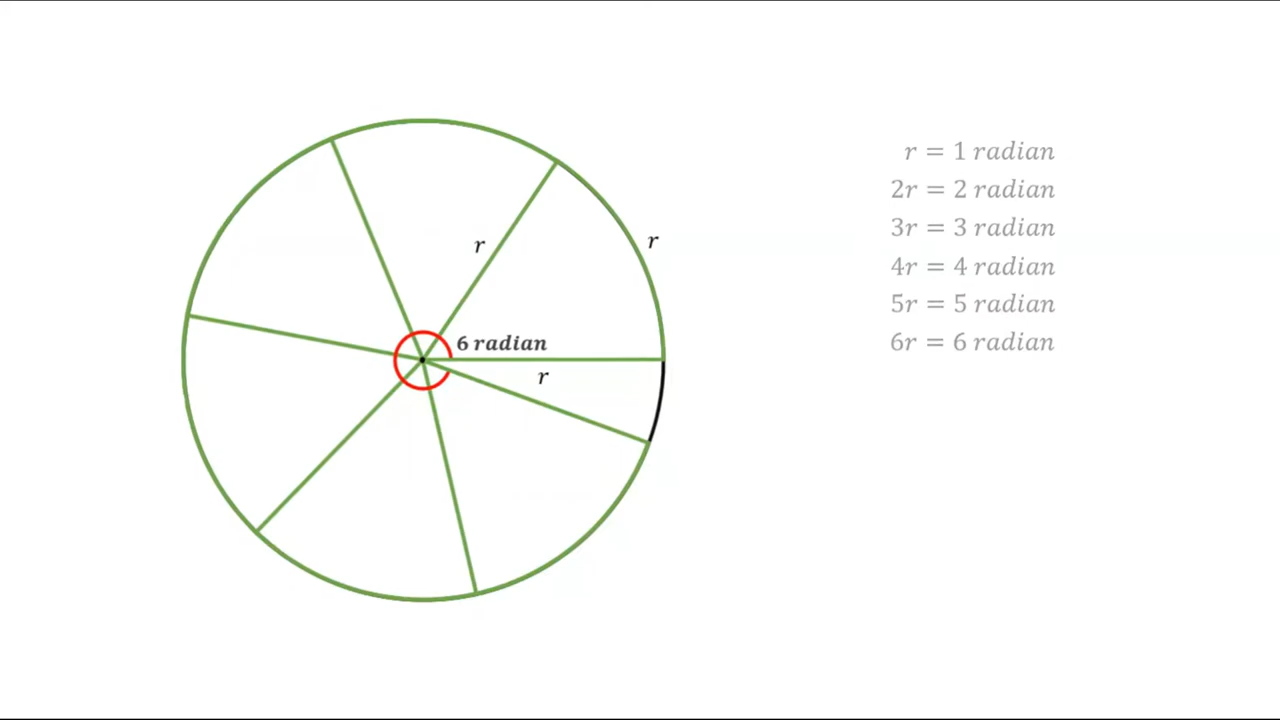 r
r
6 radian
r
r = 1 radian
2r = 2 radian
3r = 3 radian
4r = 4 radian
5r = 5 radian
6r = 6 radian